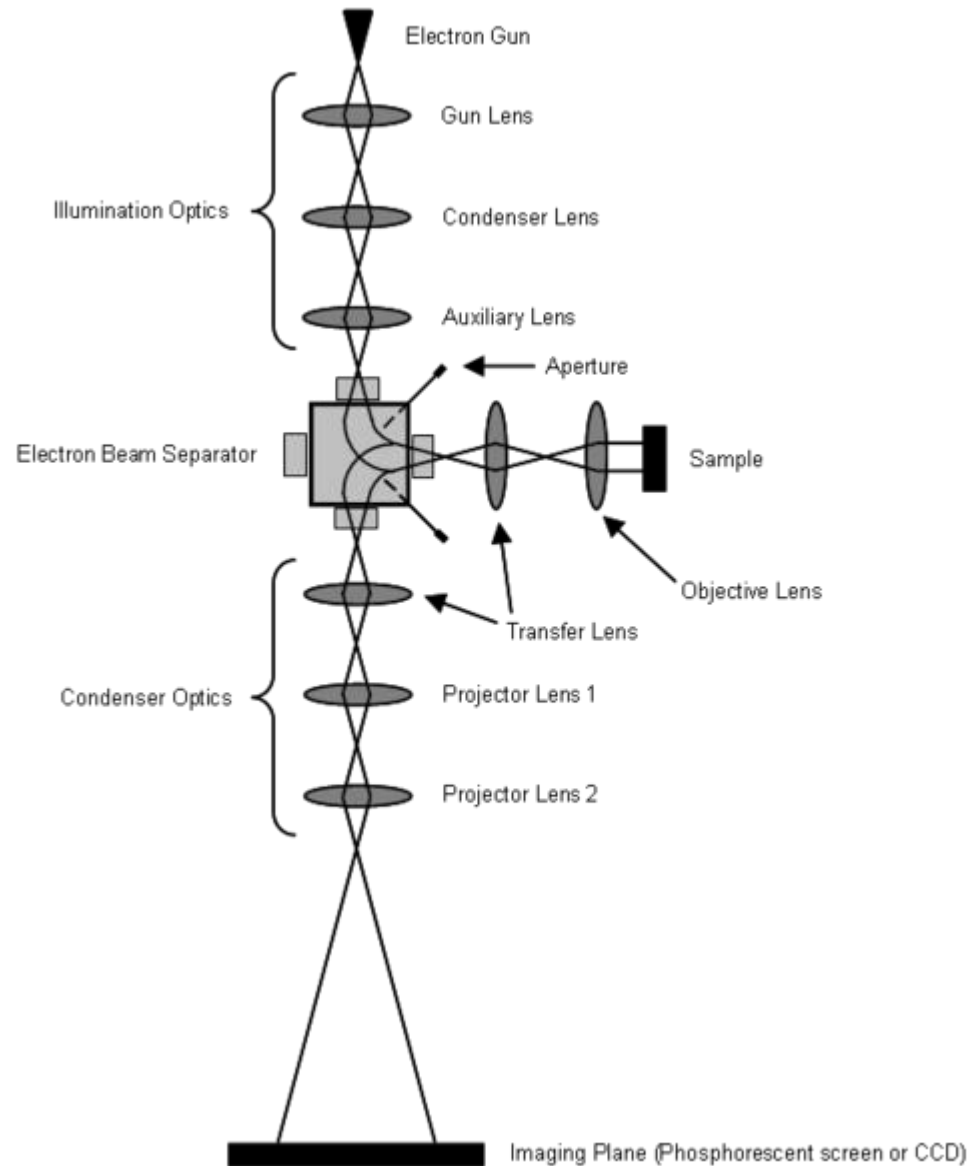 Electron Gun
Gun Lens
Illumination Optics
Condenser Lens
Auxiliary Lens
Aperture
Electron Beam Separator
Sample
Objective Lens
Transfer Lens
Condenser Optics
Projector Lens 1
Projector Lens 2
Imaging Plane (Phosphorescent screen or CCD)